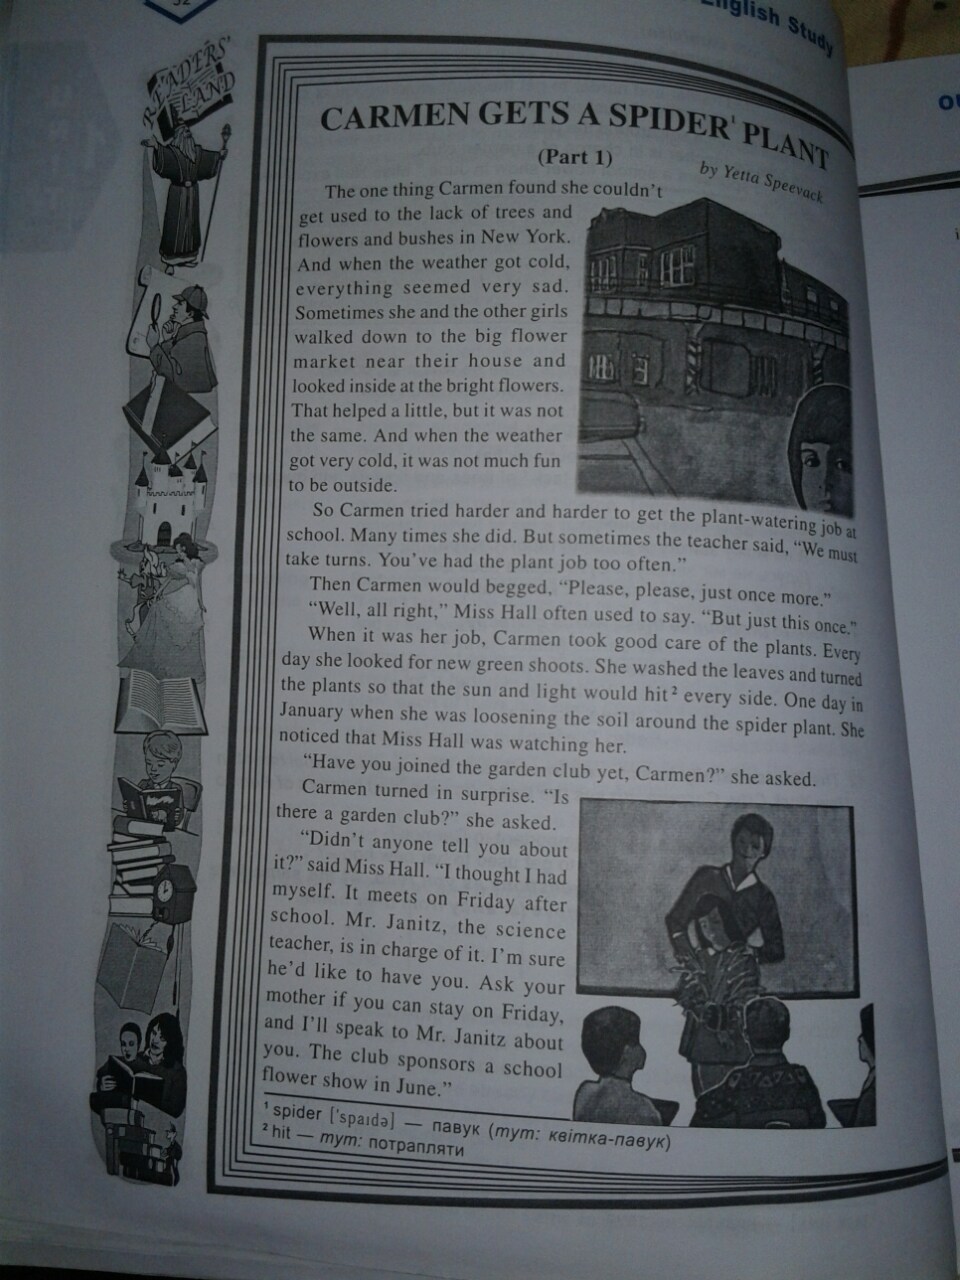 English Study
READERS' LAND
CARMEN GETS A SPIDER¹ PLANT
(Part 1)
by Yetta Speevack
The one thing Carmen found she couldn't
get used to the lack of trees and
flowers and bushes in New York.
And when the weather got cold,
everything seemed very sad.
Sometimes she and the other girls
walked down to the big flower
market near their house and
looked inside at the bright flowers.
That helped a little, but it was not
the same. And when the weather
got very cold, it was not much fun
to be outside.
So Carmen tried harder and harder to get the plant-watering job at
school. Many times she did. But sometimes the teacher said, "We must
take turns. You've had the plant job too often."
Then Carmen would begged, "Please, please, just once more."
"Well, all right," Miss Hall often used to say. "But just this once."
When it was her job, Carmen took good care of the plants. Every
day she looked for new green shoots. She washed the leaves and turned
the plants so that the sun and light would hit² every side. One day in
January when she was loosening the soil around the spider plant. She
noticed that Miss Hall was watching her.
"Have you joined the garden club yet, Carmen?" she asked.
Carmen turned in surprise. "Is
there a garden club?" she asked.
"Didn't anyone tell you about
it?" said Miss Hall. "I thought I had
myself. It meets on Friday after
school. Mr. Janitz, the science
teacher, is in charge of it. I'm sure
he'd like to have you. Ask your
mother if you can stay on Friday,
and I'll speak to Mr. Janitz about
you. The club sponsors a school
flower show in June."
¹ spider ['spaɪdə] — павук (тут: квітка-павук)
² hit — тут: потрапляти